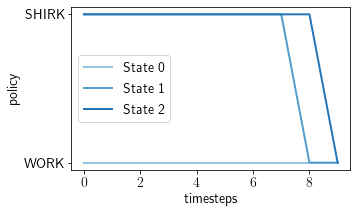 SHIRK
policy
State 0
State 1
State 2
WORK
0 2 4 6 8
timesteps